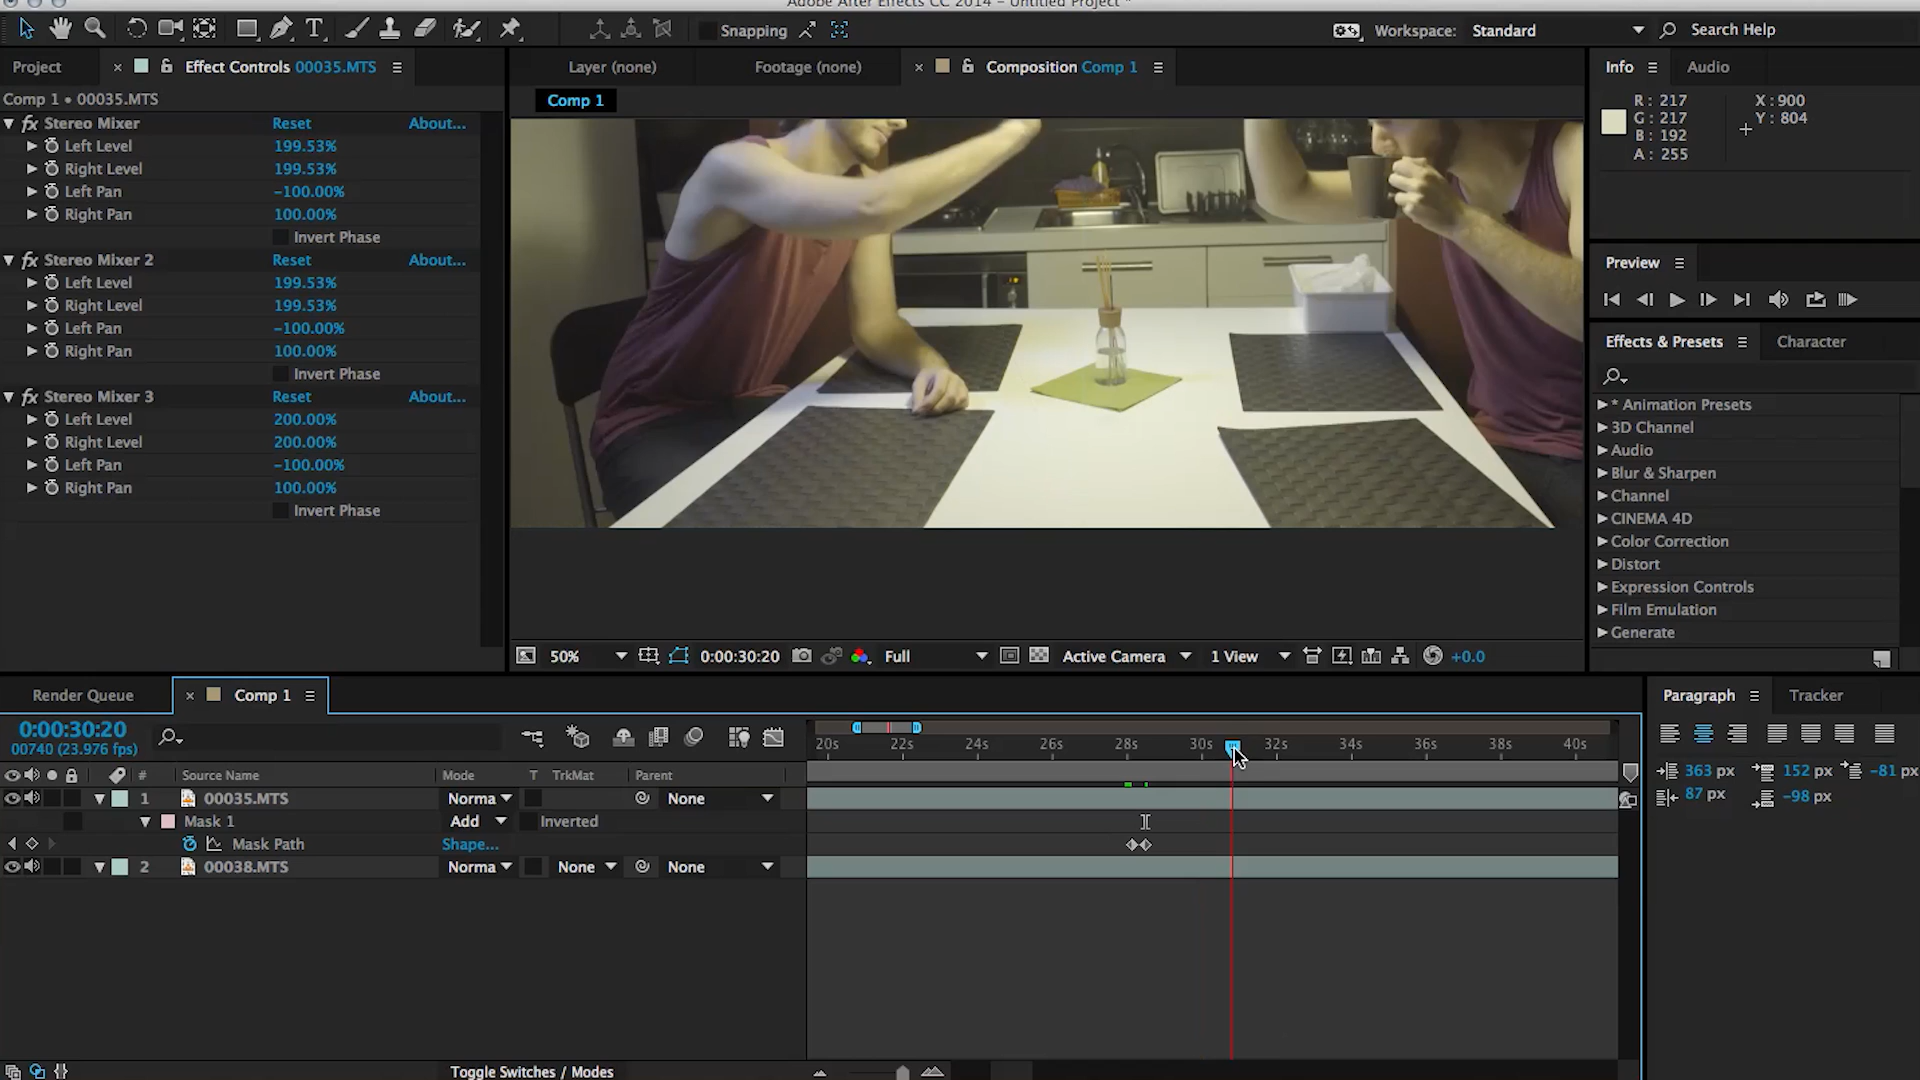 Adobe After Effects CC 2014 - Untitled Project *
Snapping
Workspace: Standard
Search Help
Project
Effect Controls 00035.MTS
Layer (none)
Footage (none)
Composition Comp 1
Info
Audio
Comp 1 • 00035.MTS
Comp 1
R: 217
G: 217
B: 192
A: 255
X: 900
Y: 804
fx Stereo Mixer Reset About...
Left Level 199.53%
Right Level 199.53%
Left Pan -100.00%
Right Pan 100.00%
Invert Phase
fx Stereo Mixer 2 Reset About...
Left Level 199.53%
Right Level 199.53%
Left Pan -100.00%
Right Pan 100.00%
Invert Phase
fx Stereo Mixer 3 Reset About...
Left Level 200.00%
Right Level 200.00%
Left Pan -100.00%
Right Pan 100.00%
Invert Phase
Preview
Effects & Presets
Character
* Animation Presets
3D Channel
Audio
Blur & Sharpen
Channel
CINEMA 4D
Color Correction
Distort
Expression Controls
Film Emulation
Generate
50%
0:00:30:20
Full
Active Camera
1 View
+0.0
Render Queue
Comp 1
Paragraph
Tracker
0:00:30:20
00740 (23.976 fps)
20s 22s 24s 26s 28s 30s 32s 34s 36s 38s 40s
363 px 152 px -81 px
87 px -98 px
# Source Name Mode T TrkMat Parent
1 00035.MTS Norma None
Mask 1 Add Inverted
Mask Path Shape...
2 00038.MTS Norma None None
Toggle Switches / Modes